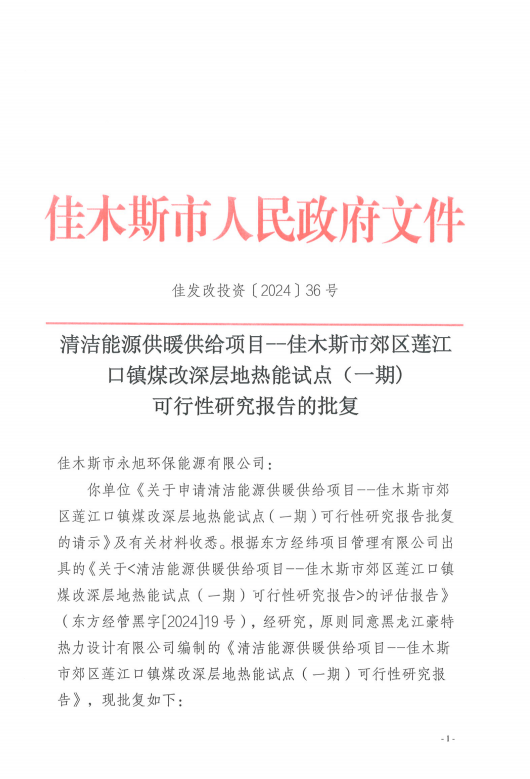 佳木斯市人民政府文件
佳发改投资〔2024〕36号
清洁能源供暖供给项目--佳木斯市郊区莲江
口镇煤改深层地热能试点（一期)
可行性研究报告的批复
佳木斯市永旭环保能源有限公司：
你单位《关于申请清洁能源供暖供给项目--佳木斯市郊
区莲江口镇煤改深层地热能试点（一期）可行性研究报告批复
的请示》及有关材料收悉。根据东方经纬项目管理有限公司出
具的《关于<清洁能源供暖供给项目--佳木斯市郊区莲江口镇
煤改深层地热能试点（一期）可行性研究报告>的评估报告》
（东方经管黑字[2024]19号），经研究，原则同意黑龙江豪特
热力设计有限公司编制的《清洁能源供暖供给项目--佳木斯
市郊区莲江口镇煤改深层地热能试点（一期）可行性研究报
告》，现批复如下：
- 1 -